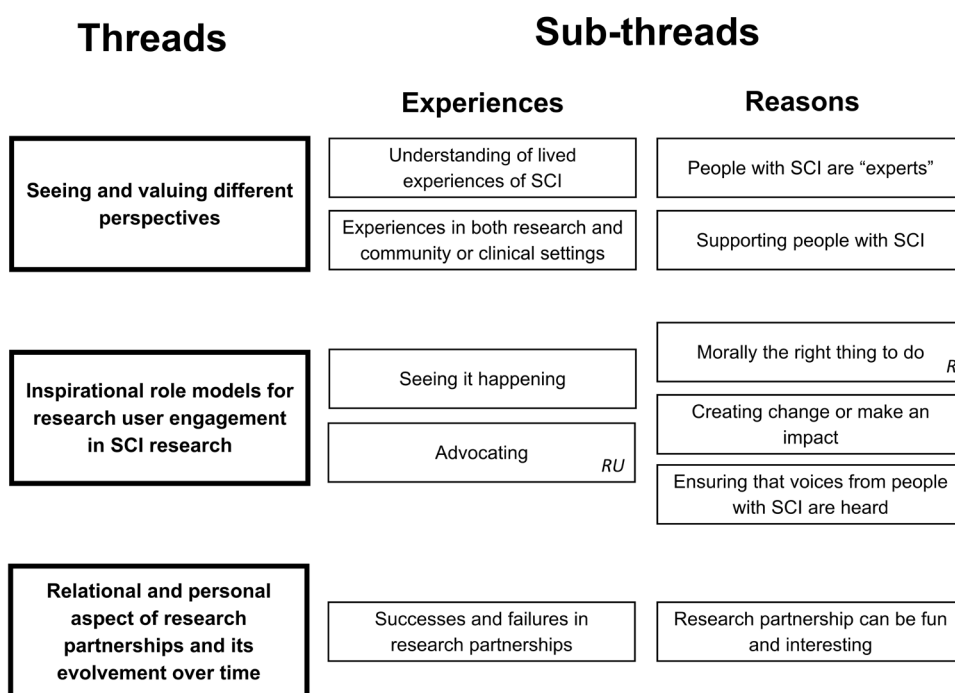 Threads
Sub-threads
Experiences
Reasons
Seeing and valuing different
perspectives
Understanding of lived
experiences of SCI
People with SCI are “experts”
Experiences in both research and
community or clinical settings
Supporting people with SCI
Inspirational role models for
research user engagement
in SCI research
Seeing it happening
Advocating
RU
Morally the right thing to do
R
Creating change or make an
impact
Ensuring that voices from people
with SCI are heard
Relational and personal
aspect of research
partnerships and its
evolvement over time
Successes and failures in
research partnerships
Research partnership can be fun
and interesting